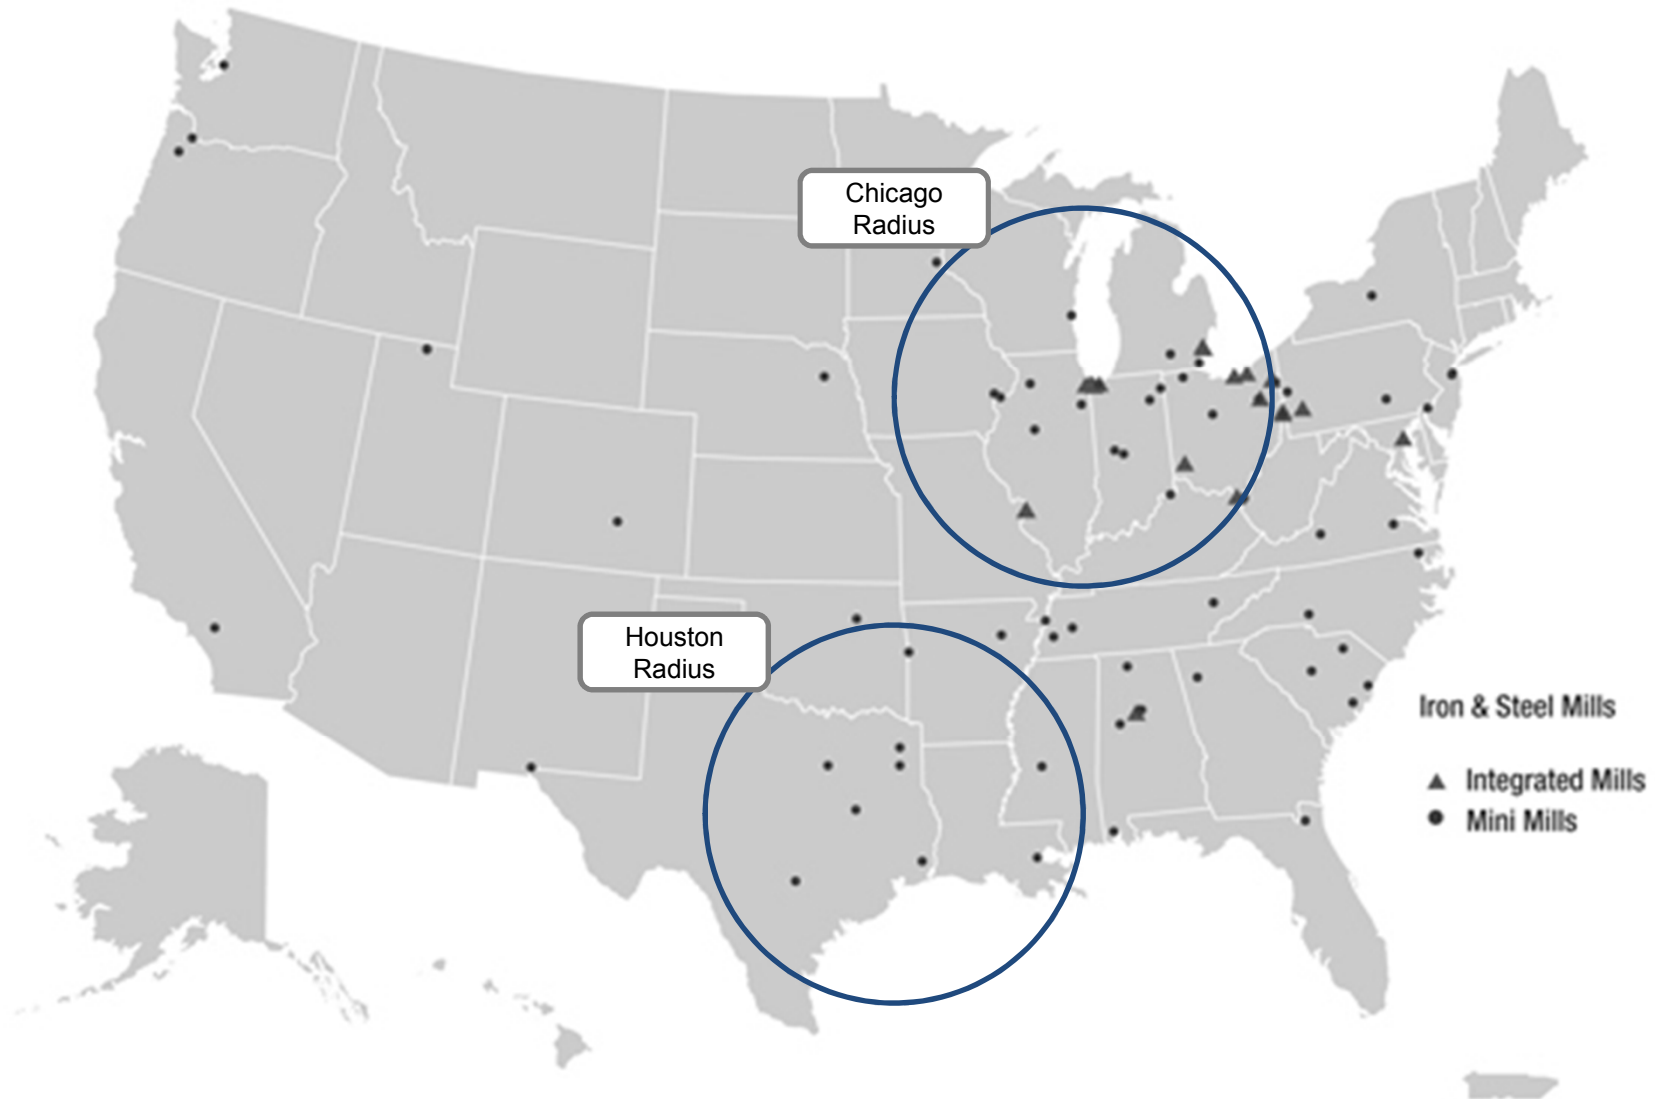 Chicago
Radius
Houston
Radius
Iron & Steel Mills
Integrated Mills
Mini Mills